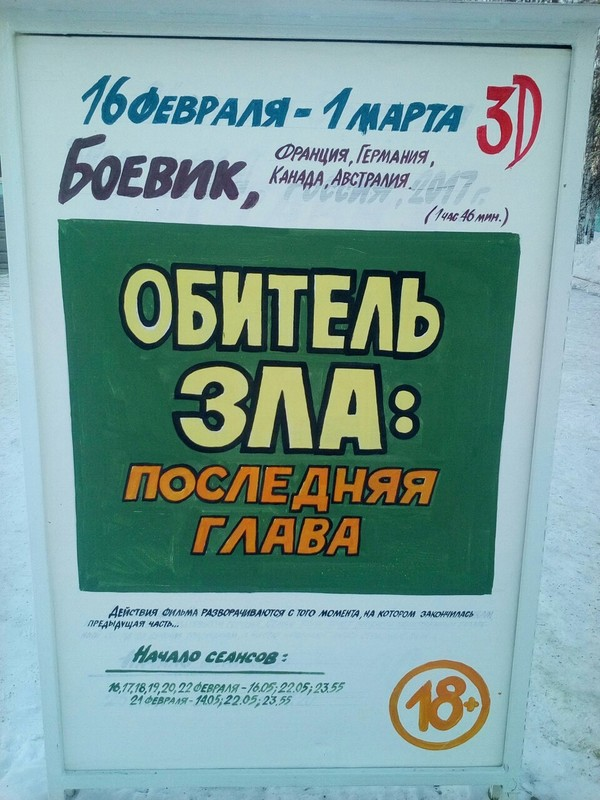 16 ФЕВРАЛЯ - 1 МАРТА 3D
БОЕВИК, ФРАНЦИЯ, ГЕРМАНИЯ,
КАНАДА, АВСТРАЛИЯ
РОССИЯ, 2017 г.
(1 ЧАС 46 МИН.)
ОБИТЕЛЬ
ЗЛА:
ПОСЛЕДНЯЯ
ГЛАВА
ДЕЙСТВИЯ ФИЛЬМА РАЗВОРАЧИВАЮТСЯ С ТОГО МОМЕНТА, НА КОТОРОМ ЗАКОНЧИЛАСЬ
ПРЕДЫДУЩАЯ ЧАСТЬ...
НАЧАЛО СЕАНСОВ:
16,17,18,19,20,22 ФЕВРАЛЯ - 16.05; 22.05; 23.55
21 ФЕВРАЛЯ - 14.05; 22.05; 23.55
18+